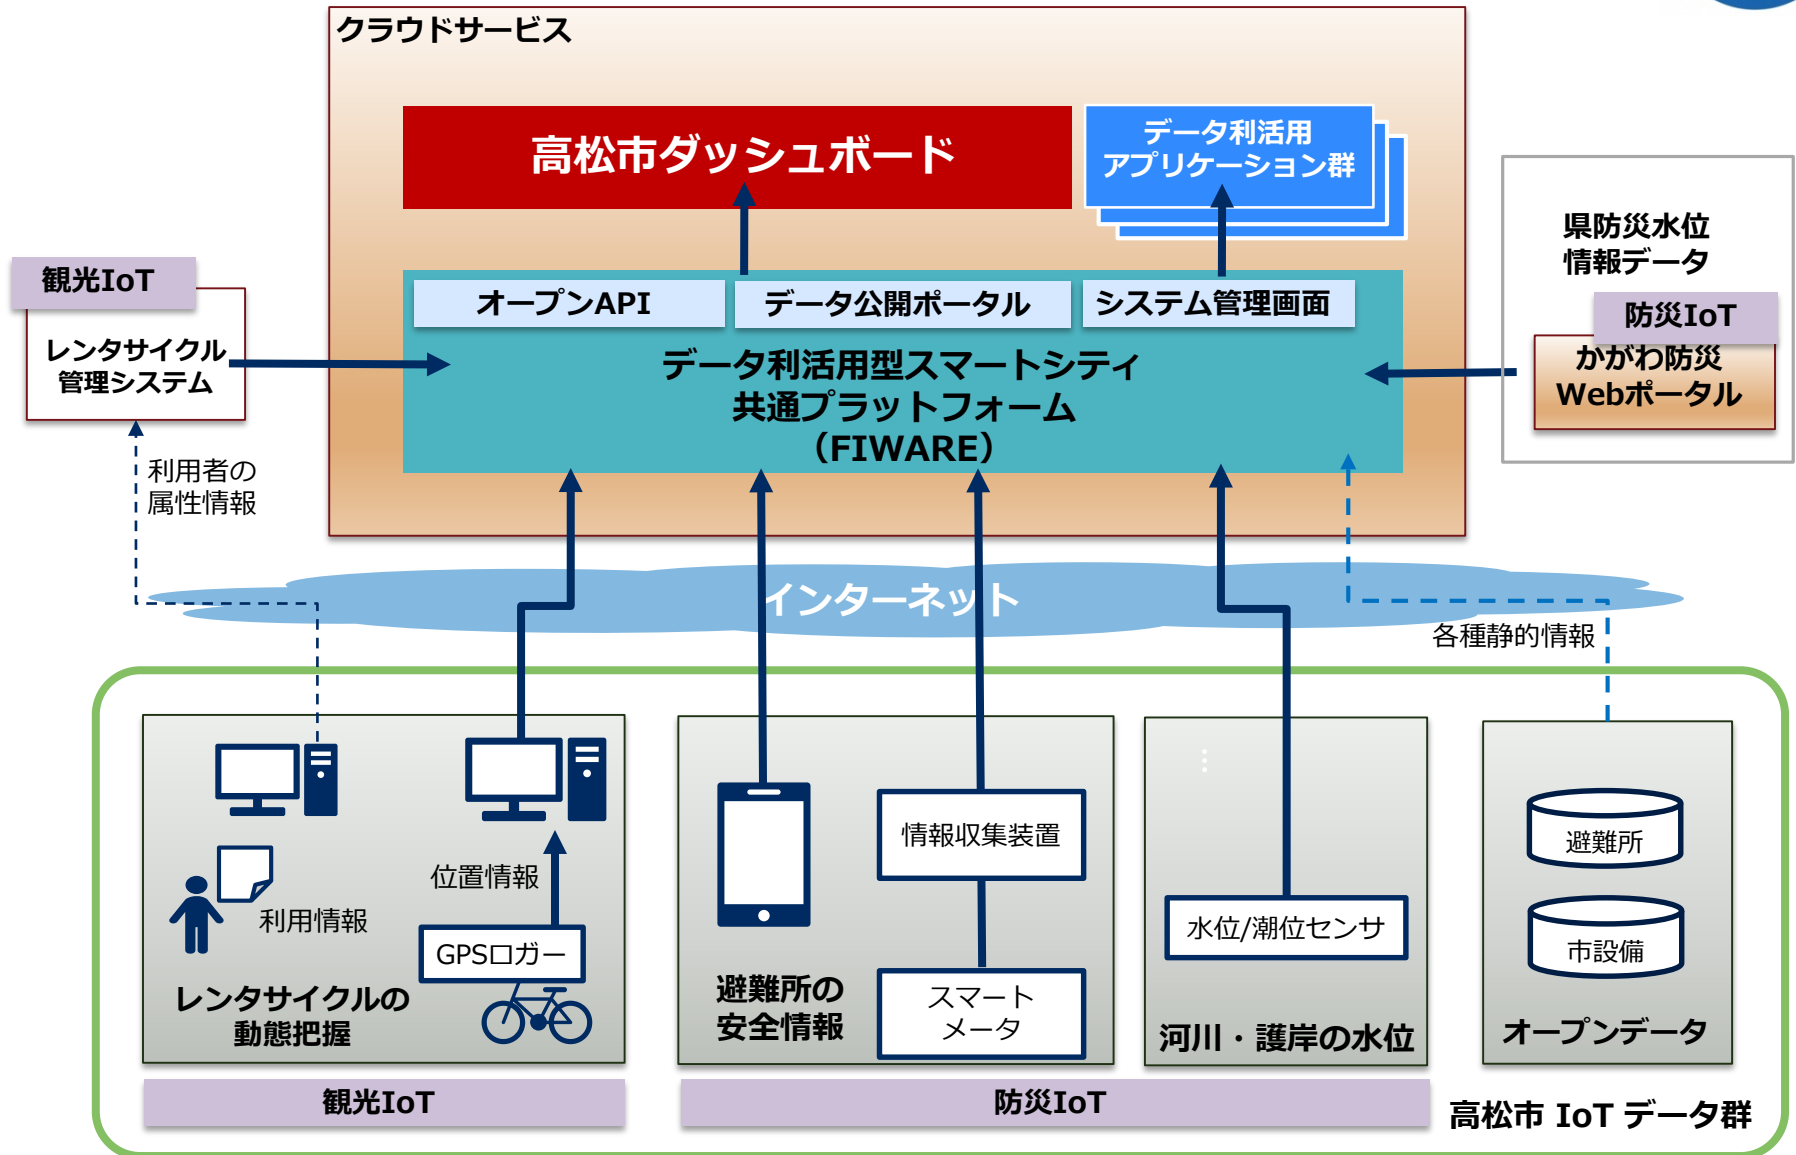 クラウドサービス
高松市ダッシュボード
データ利活用
アプリケーション群
県防災水位
情報データ
観光IoT
オープンAPI
データ公開ポータル
システム管理画面
防災IoT
レンタサイクル
管理システム
データ利活用型スマートシティ
共通プラットフォーム
（FIWARE）
かがわ防災
Webポータル
利用者の
属性情報
インターネット
各種静的情報
…
位置情報
利用情報
GPSロガー
レンタサイクルの
動態把握
情報収集装置
避難所の
安全情報
スマート
メータ
水位/潮位センサ
河川・護岸の水位
避難所
市設備
オープンデータ
観光IoT
防災IoT
高松市 IoT データ群